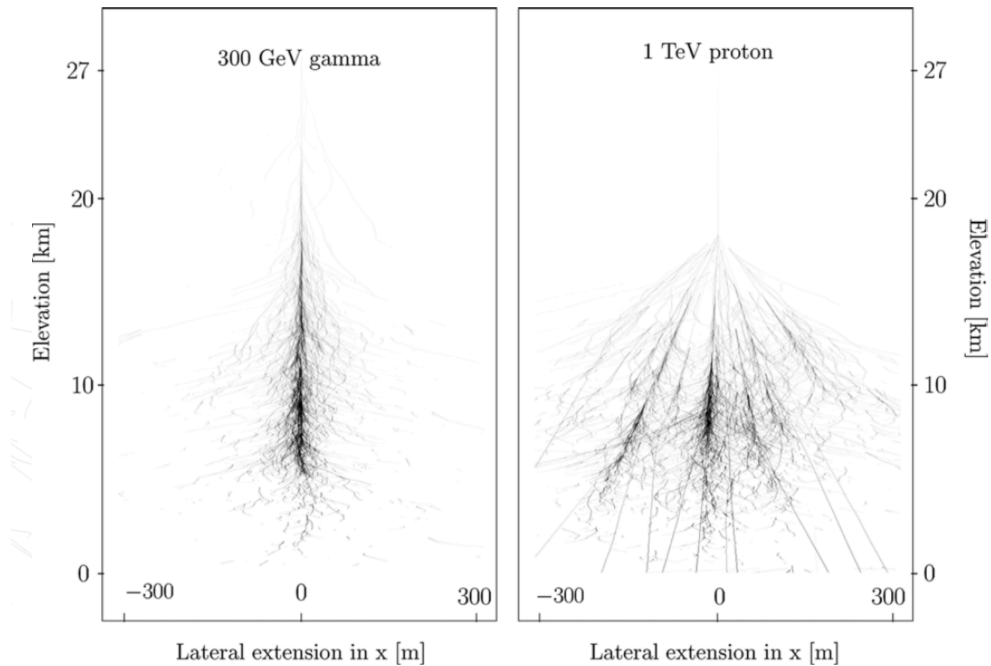 300 GeV gamma
1 TeV proton
27
20
10
0
Elevation [km]
−300
0
300
Lateral extension in x [m]
27
20
10
0
Elevation [km]
−300
0
300
Lateral extension in x [m]